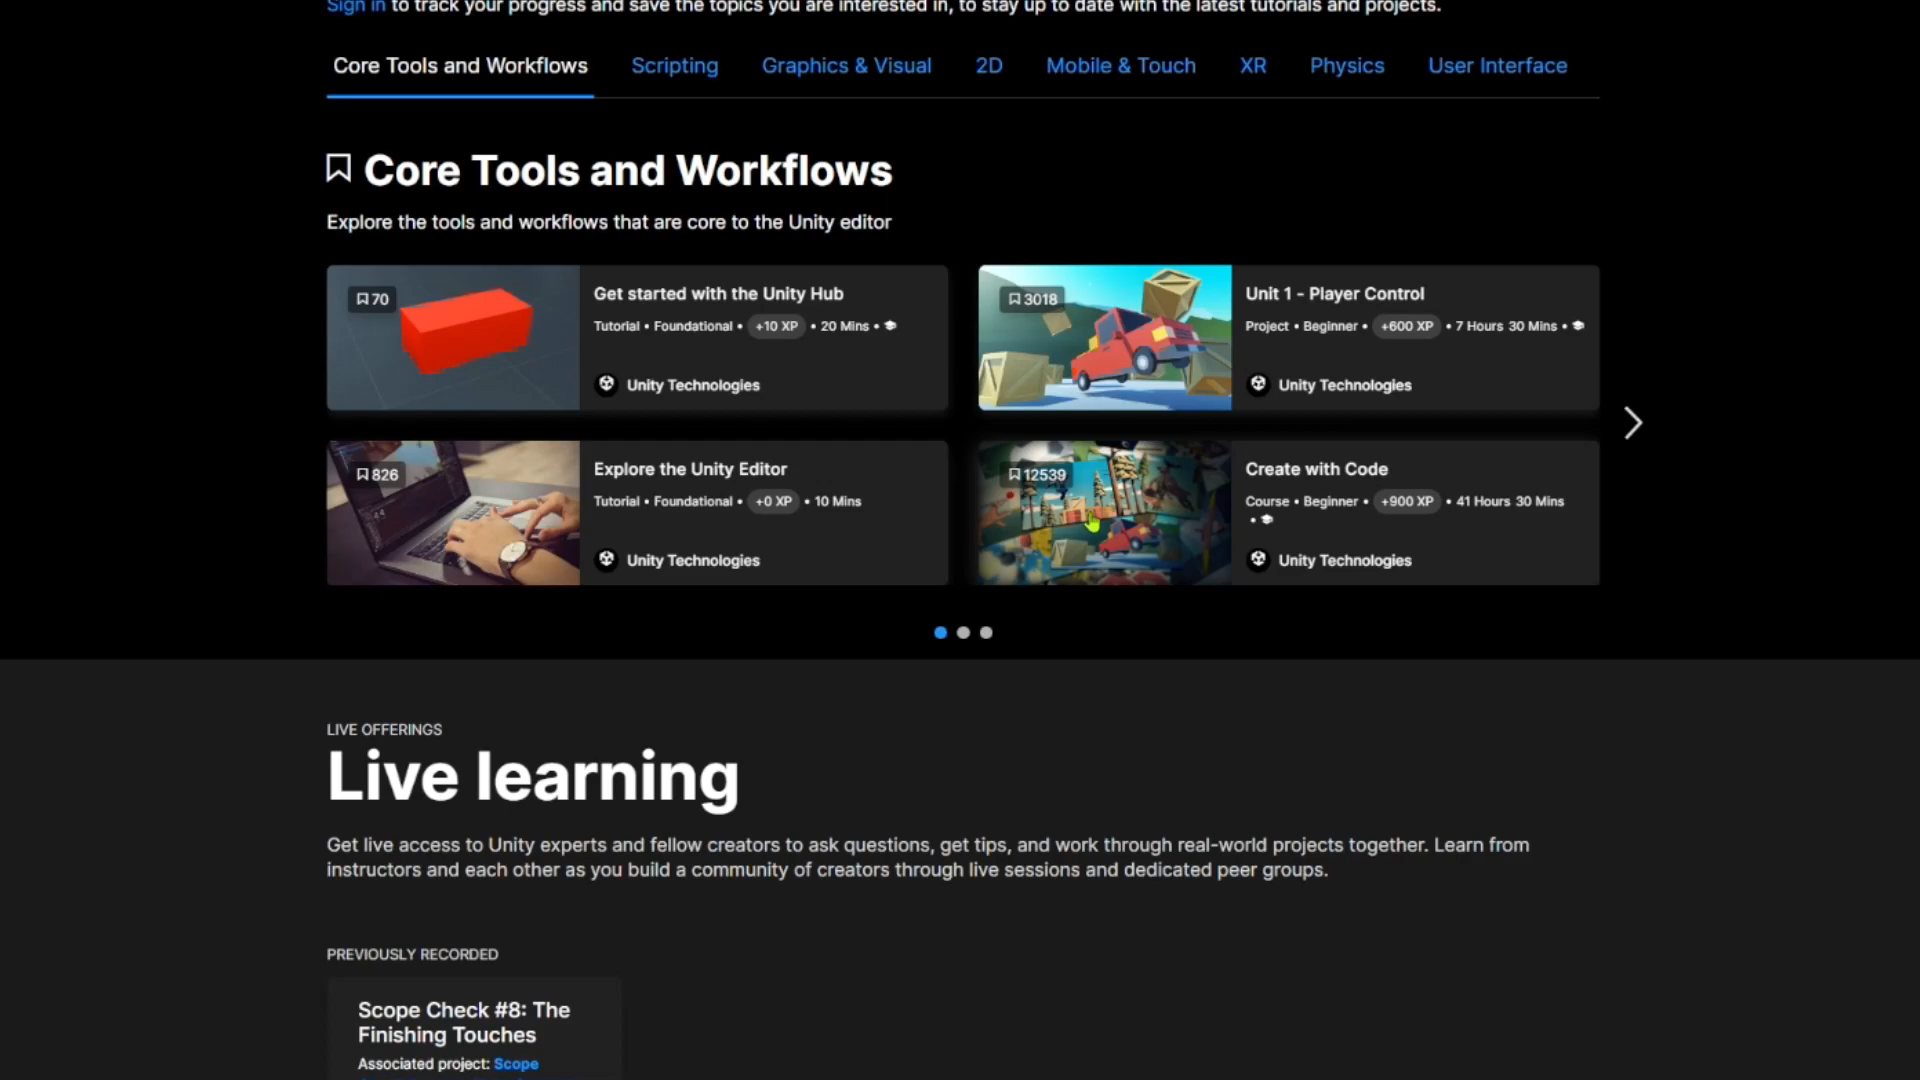 Sign in to track your progress and save the topics you are interested in, to stay up to date with the latest tutorials and projects.
Core Tools and Workflows Scripting Graphics & Visual 2D Mobile & Touch XR Physics User Interface
Core Tools and Workflows
Explore the tools and workflows that are core to the Unity editor
70
Get started with the Unity Hub
Tutorial • Foundational • +10 XP • 20 Mins •
Unity Technologies
3018
Unit 1 - Player Control
Project • Beginner • +600 XP • 7 Hours 30 Mins •
Unity Technologies
826
Explore the Unity Editor
Tutorial • Foundational • +0 XP • 10 Mins
Unity Technologies
12539
Create with Code
Course • Beginner • +900 XP • 41 Hours 30 Mins
•
Unity Technologies
LIVE OFFERINGS
Live learning
Get live access to Unity experts and fellow creators to ask questions, get tips, and work through real-world projects together. Learn from
instructors and each other as you build a community of creators through live sessions and dedicated peer groups.
PREVIOUSLY RECORDED
Scope Check #8: The
Finishing Touches
Associated project: Scope